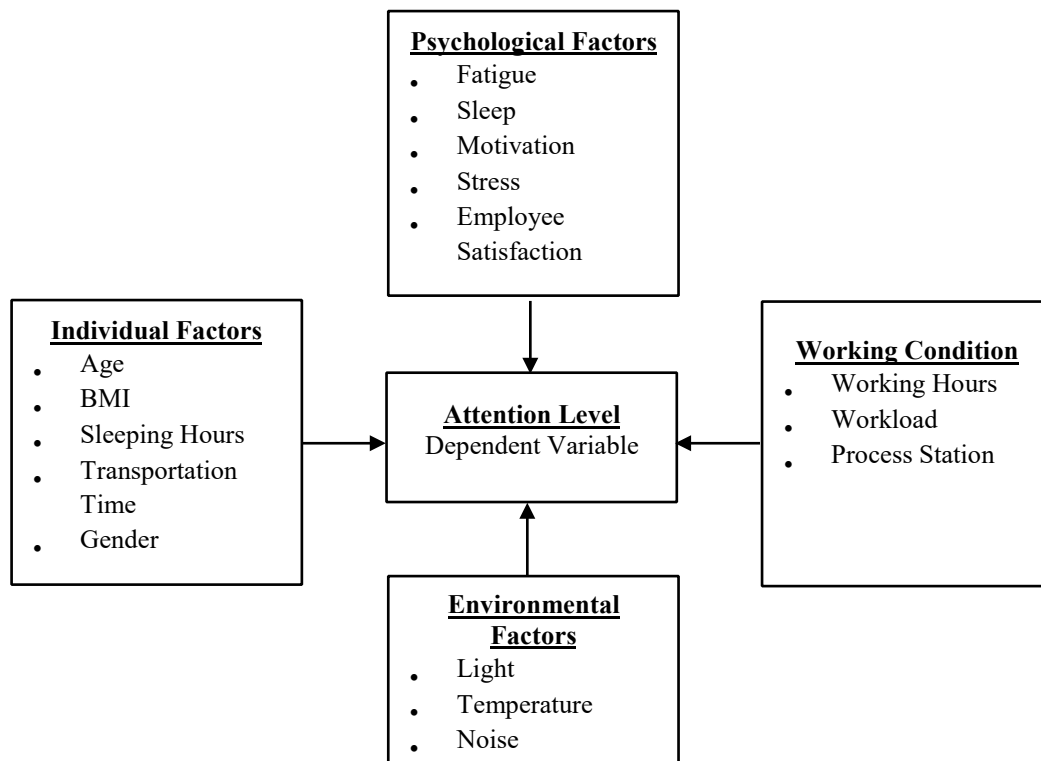 Psychological Factors
• Fatigue
• Sleep
• Motivation
• Stress
• Employee
Satisfaction
Individual Factors
• Age
• BMI
• Sleeping Hours
• Transportation
Time
• Gender
Attention Level
Dependent Variable
Working Condition
• Working Hours
• Workload
• Process Station
Environmental
Factors
• Light
• Temperature
• Noise